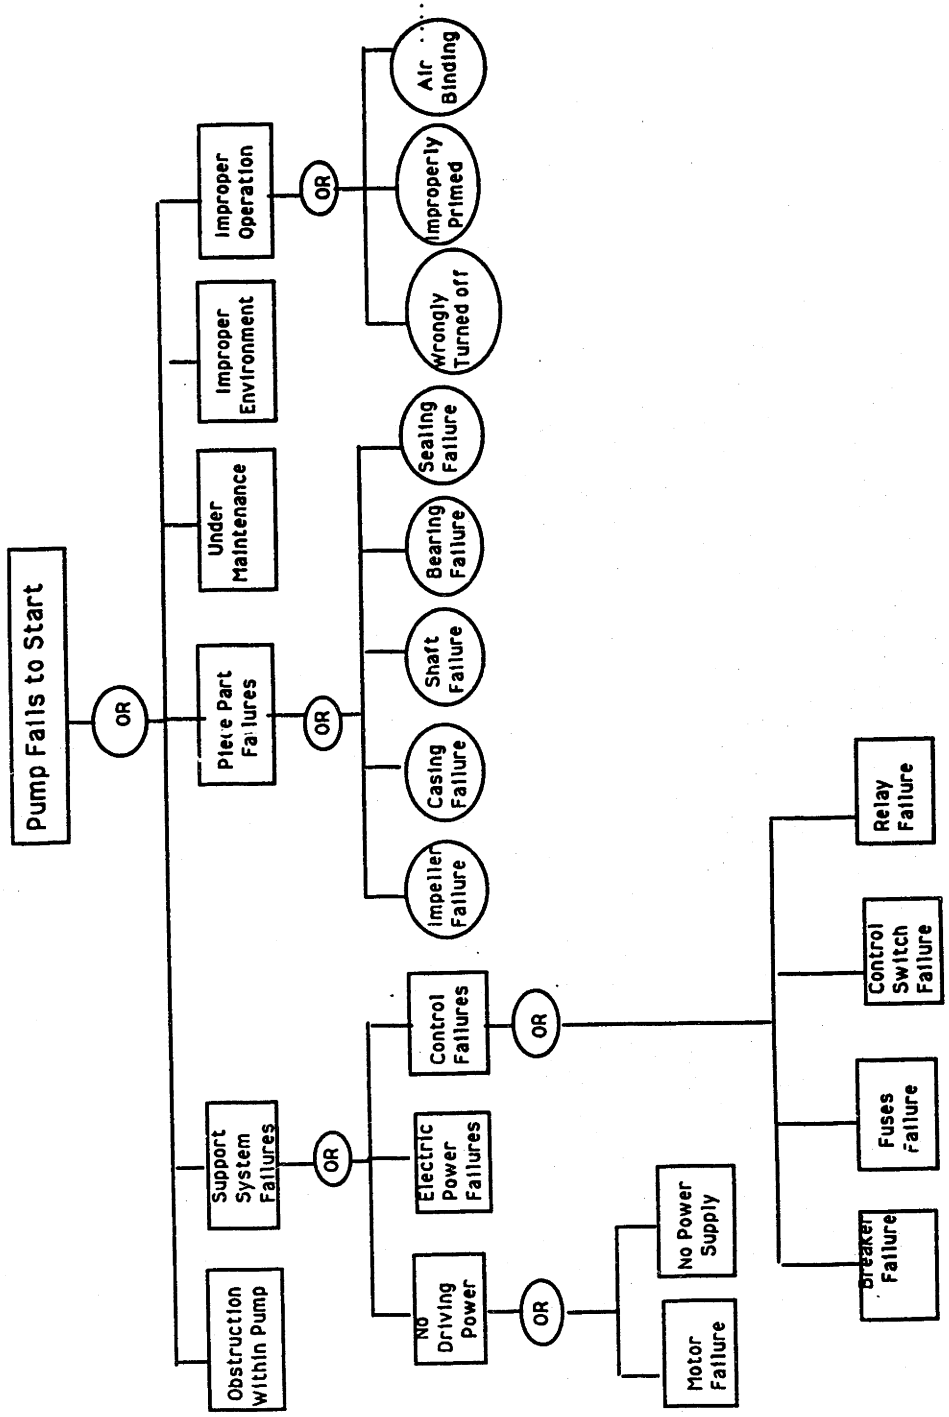 Pump Fails to Start
OR
Obstruction
Within Pump
Support
System
Failures
Piece Part
Failures
Under
Maintenance
Improper
Environment
Improper
Operation
OR
OR
OR
No
Driving
Power
Electric
Power
Failures
Control
Failures
Impeller
Failure
Casing
Failure
Shaft
Failure
Bearing
Failure
Sealing
Failure
Wrongly
Turned off
Improperly
Primed
Air
Binding
OR
OR
Motor
Failure
No Power
Supply
Breaker
Failure
Fuses
Failure
Control
Switch
Failure
Relay
Failure